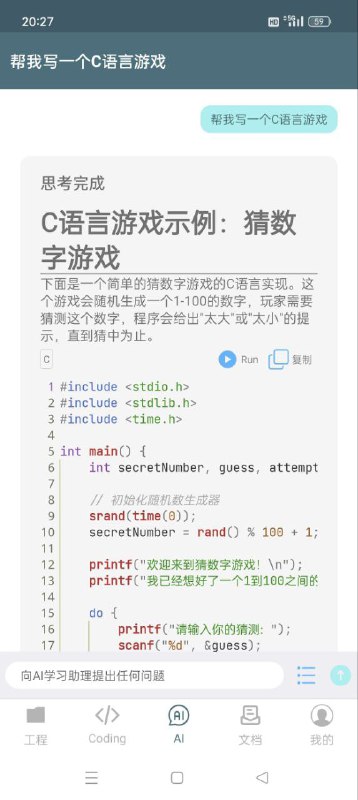 20:27
HD 5G 59
帮我写一个C语言游戏
帮我写一个C语言游戏
思考完成
C语言游戏示例：猜数
字游戏
下面是一个简单的猜数字游戏的C语言实现。这
个游戏会随机生成一个1-100的数字，玩家需要
猜测这个数字，程序会给出"太大"或"太小"的提
示，直到猜中为止。
C Run 复制
1 #include <stdio.h>
2 #include <stdlib.h>
3 #include <time.h>
4
5 int main() {
6 int secretNumber, guess, attempt
7
8 // 初始化随机数生成器
9 srand(time(0));
10 secretNumber = rand() % 100 + 1;
11
12 printf("欢迎来到猜数字游戏！\n");
13 printf("我已经想好了一个1到100之间的
14
15 do {
16 printf("请输入你的猜测：");
17 scanf("%d", &guess);
向AI学习助理提出任何问题
AI
工程 Coding AI 文档 我的